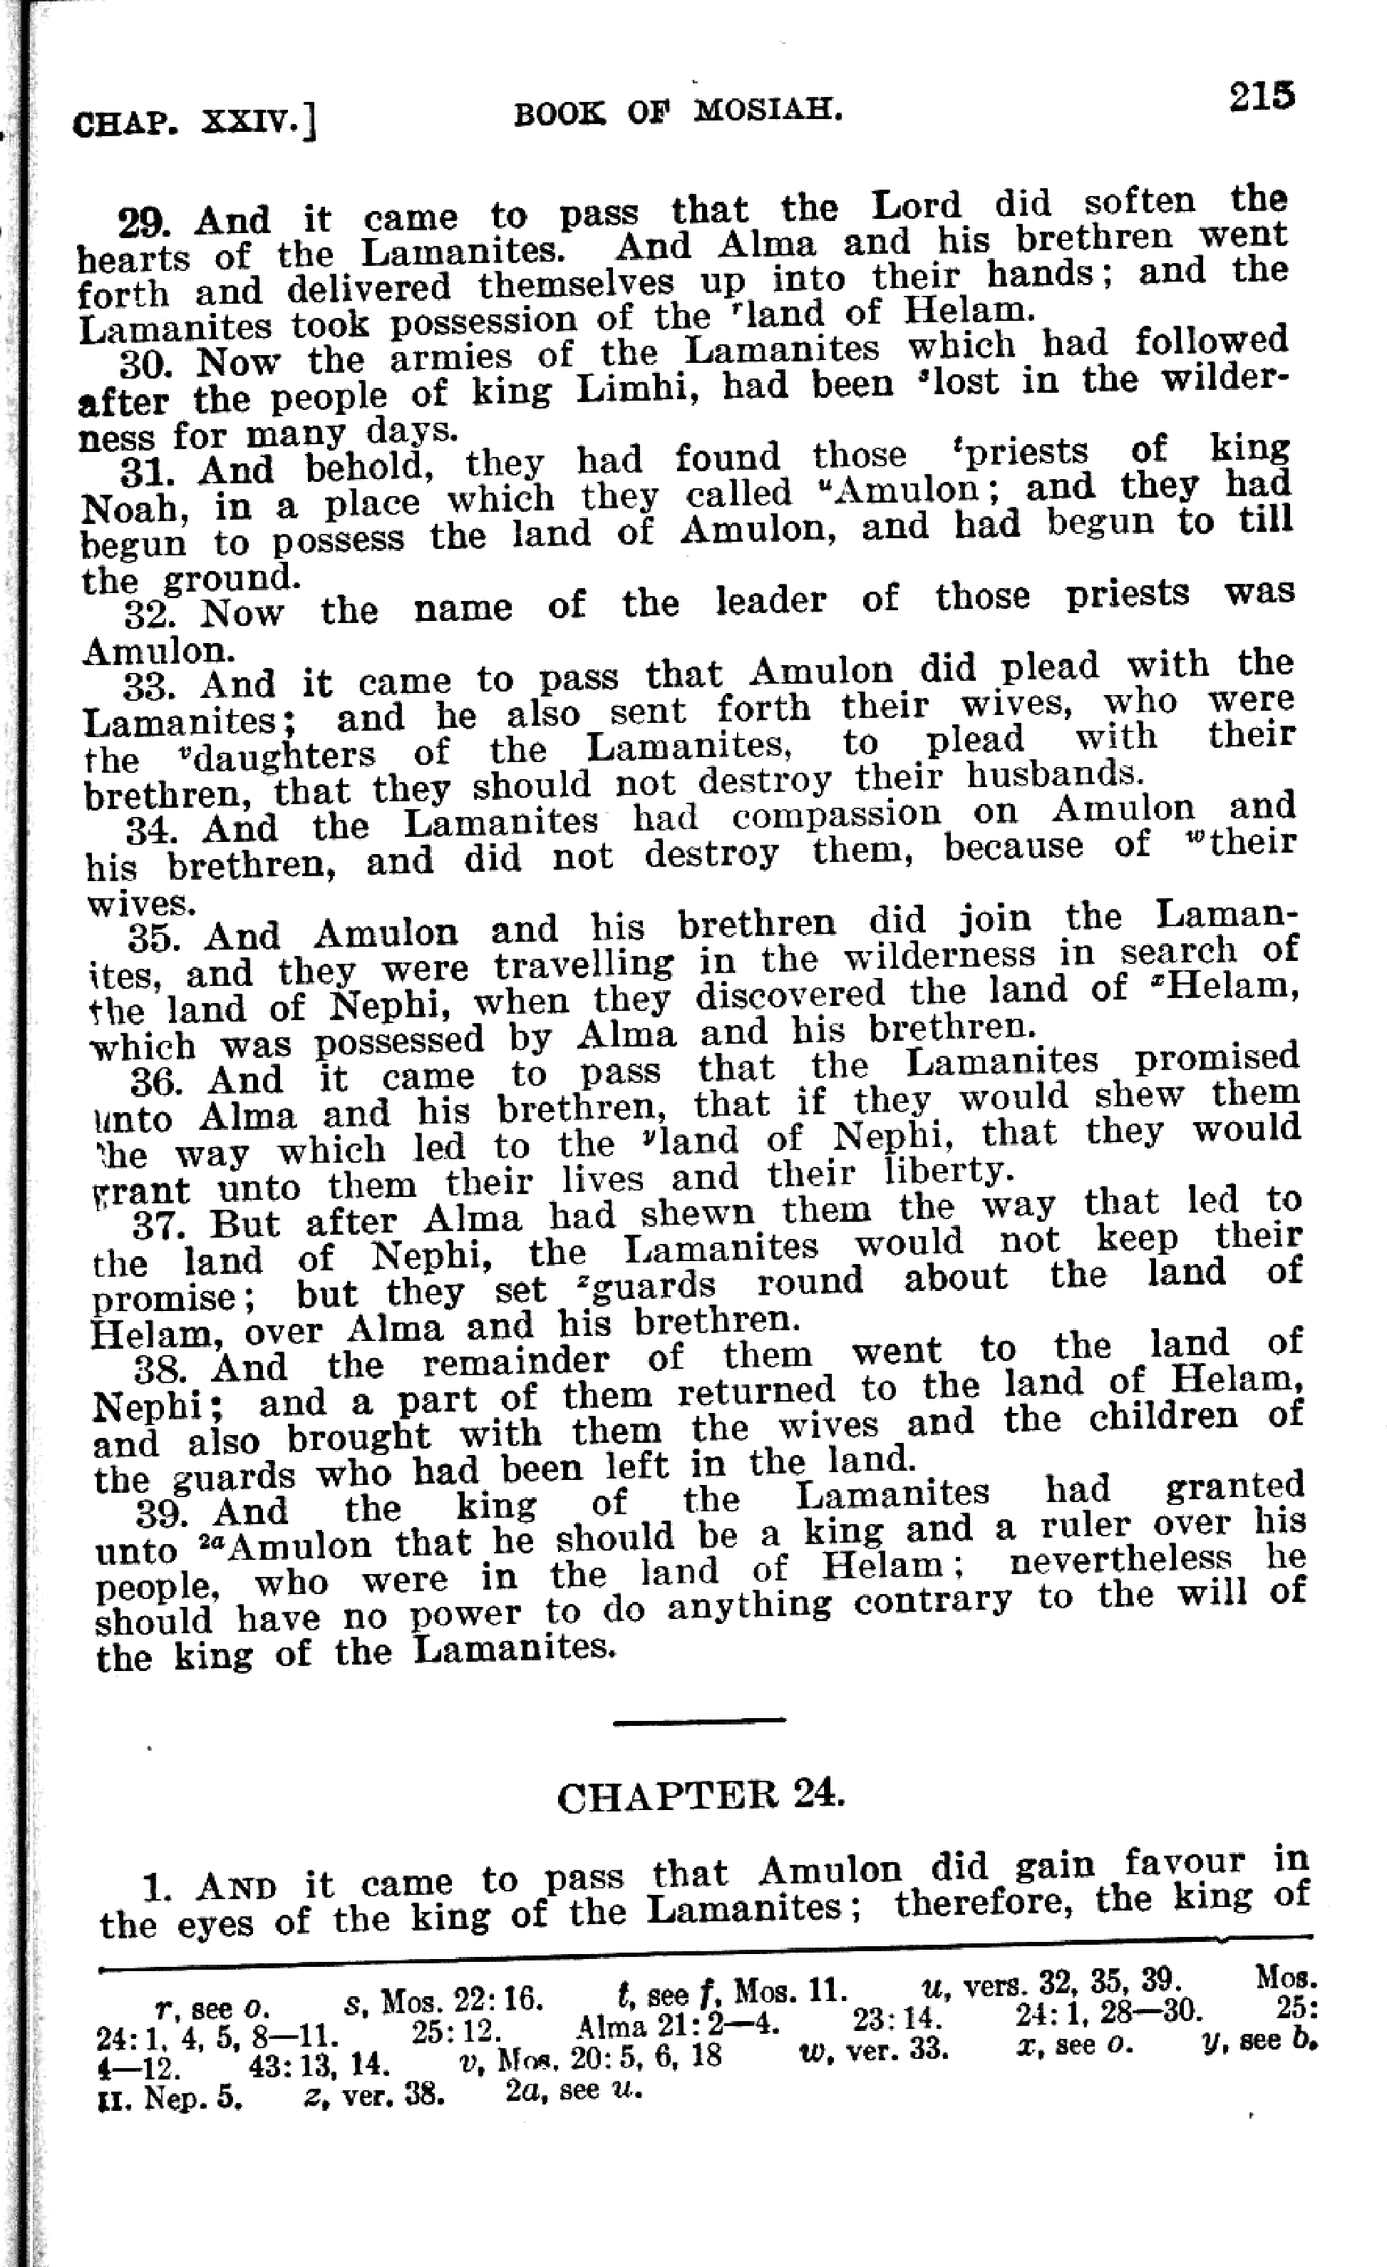 CHAP. XXIV.] BOOK OF MOSIAH. 215
29. And it came to pass that the Lord did soften the
hearts of the Lamanites. And Alma and his brethren went
forth and delivered themselves up into their hands; and the
Lamanites took possession of the rland of Helam.
30. Now the armies of the Lamanites which had followed
after the people of king Limhi, had been slost in the wilder-
ness for many days.
31. And behold, they had found those tpriests of king
Noah, in a place which they called uAmulon; and they had
begun to possess the land of Amulon, and had begun to till
the ground.
32. Now the name of the leader of those priests was
Amulon.
33. And it came to pass that Amulon did plead with the
Lamanites; and he also sent forth their wives, who were
the vdaughters of the Lamanites, to plead with their
brethren, that they should not destroy their husbands.
34. And the Lamanites had compassion on Amulon and
his brethren, and did not destroy them, because of wtheir
wives.
35. And Amulon and his brethren did join the Laman-
ites, and they were travelling in the wilderness in search of
the land of Nephi, when they discovered the land of xHelam,
which was possessed by Alma and his brethren.
36. And it came to pass that the Lamanites promised
unto Alma and his brethren, that if they would shew them
the way which led to the yland of Nephi, that they would
grant unto them their lives and their liberty.
37. But after Alma had shewn them the way that led to
the land of Nephi, the Lamanites would not keep their
promise; but they set zguards round about the land of
Helam, over Alma and his brethren.
38. And the remainder of them went to the land of
Nephi; and a part of them returned to the land of Helam,
and also brought with them the wives and the children of
the guards who had been left in the land.
39. And the king of the Lamanites had granted
unto 2aAmulon that he should be a king and a ruler over his
people, who were in the land of Helam; nevertheless he
should have no power to do anything contrary to the will of
the king of the Lamanites.
CHAPTER 24.
1. AND it came to pass that Amulon did gain favour in
the eyes of the king of the Lamanites; therefore, the king of
r, see o. s, Mos. 22: 16. t, see f, Mos. 11. u, vers. 32, 35, 39. Mos.
24: 1, 4, 5, 8—11. 25: 12. Alma 21: 2—4. 23: 14. 24: 1, 28—30. 25:
4—12. 43: 13, 14. v, Mos. 20: 5, 6, 18 w, ver. 33. x, see o. y, see b,
II. Nep. 5. z, ver. 38. 2a, see u.